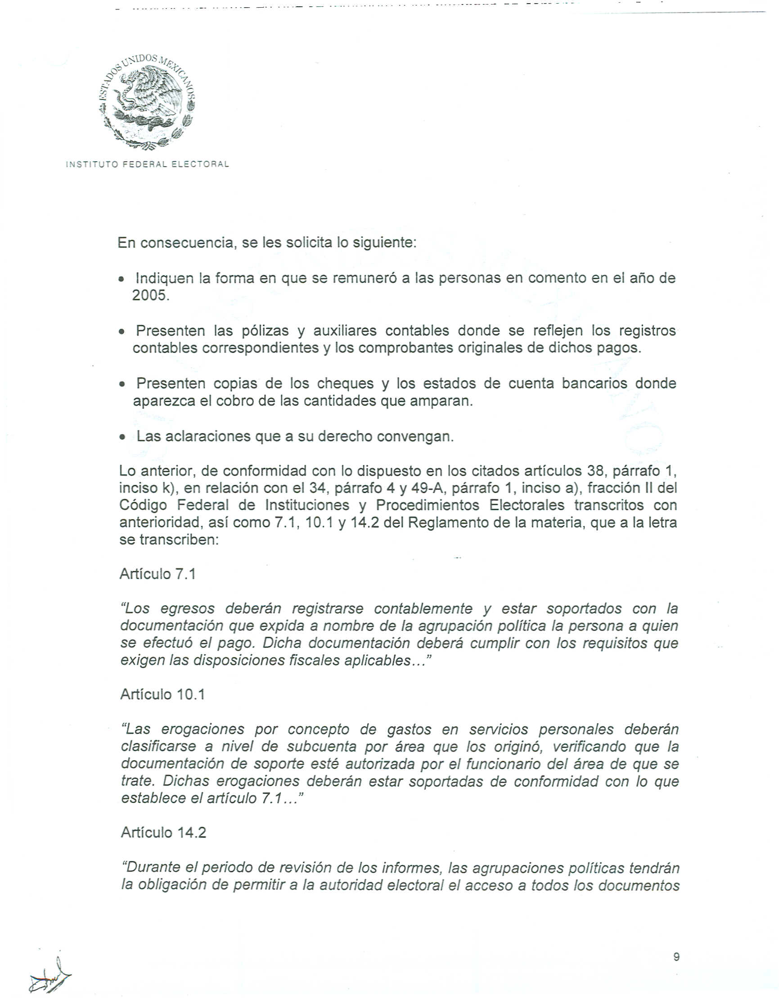 ESTADOS UNIDOS MEXICANOS
INSTITUTO FEDERAL ELECTORAL
En consecuencia, se les solicita lo siguiente:
• Indiquen la forma en que se remuneró a las personas en comento en el año de
2005.
• Presenten las pólizas y auxiliares contables donde se reflejen los registros
contables correspondientes y los comprobantes originales de dichos pagos.
• Presenten copias de los cheques y los estados de cuenta bancarios donde
aparezca el cobro de las cantidades que amparan.
• Las aclaraciones que a su derecho convengan.
Lo anterior, de conformidad con lo dispuesto en los citados artículos 38, párrafo 1,
inciso k), en relación con el 34, párrafo 4 y 49-A, párrafo 1, inciso a), fracción II del
Código Federal de Instituciones y Procedimientos Electorales transcritos con
anterioridad, así como 7.1, 10.1 y 14.2 del Reglamento de la materia, que a la letra
se transcriben:
Artículo 7.1
“Los egresos deberán registrarse contablemente y estar soportados con la
documentación que expida a nombre de la agrupación política la persona a quien
se efectuó el pago. Dicha documentación deberá cumplir con los requisitos que
exigen las disposiciones fiscales aplicables...”
Artículo 10.1
“Las erogaciones por concepto de gastos en servicios personales deberán
clasificarse a nivel de subcuenta por área que los originó, verificando que la
documentación de soporte esté autorizada por el funcionario del área de que se
trate. Dichas erogaciones deberán estar soportadas de conformidad con lo que
establece el artículo 7.1...”
Artículo 14.2
“Durante el periodo de revisión de los informes, las agrupaciones políticas tendrán
la obligación de permitir a la autoridad electoral el acceso a todos los documentos
9